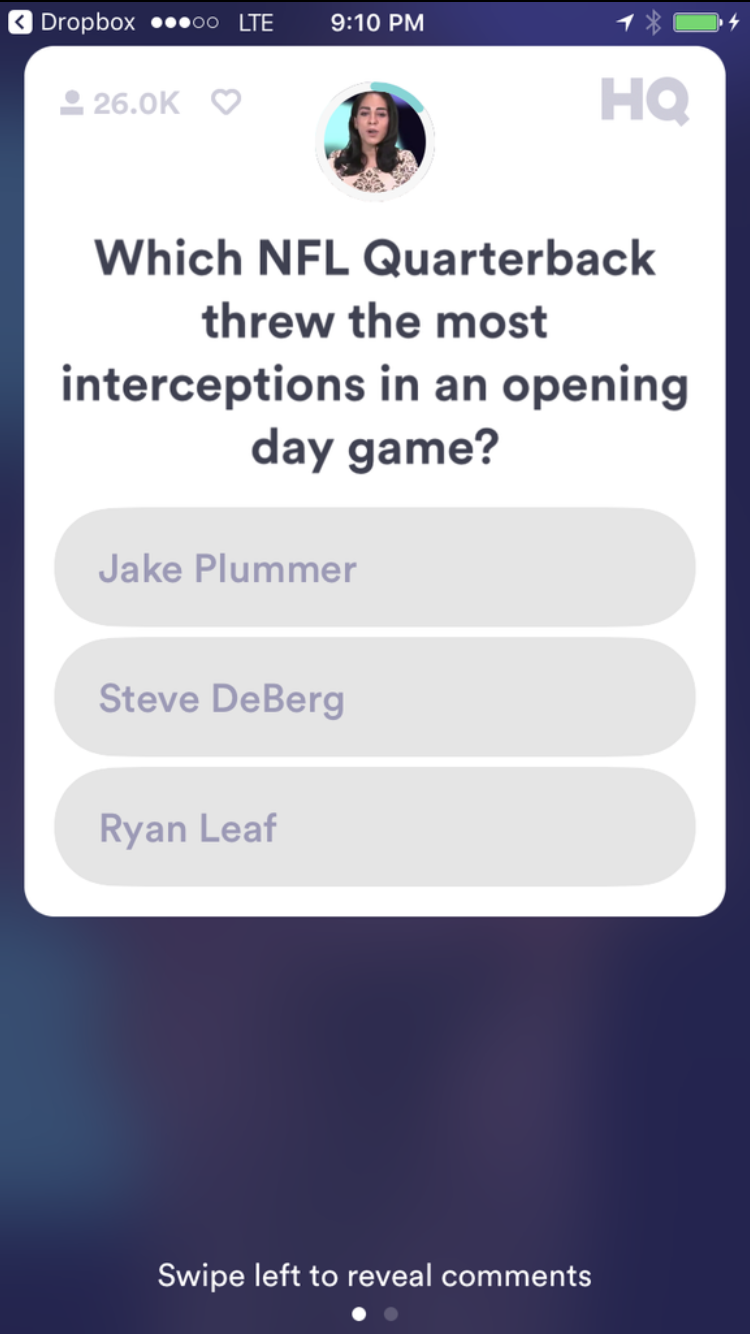 Dropbox LTE 9:10 PM
26.0K HQ
Which NFL Quarterback
threw the most
interceptions in an opening
day game?
Jake Plummer
Steve DeBerg
Ryan Leaf
Swipe left to reveal comments